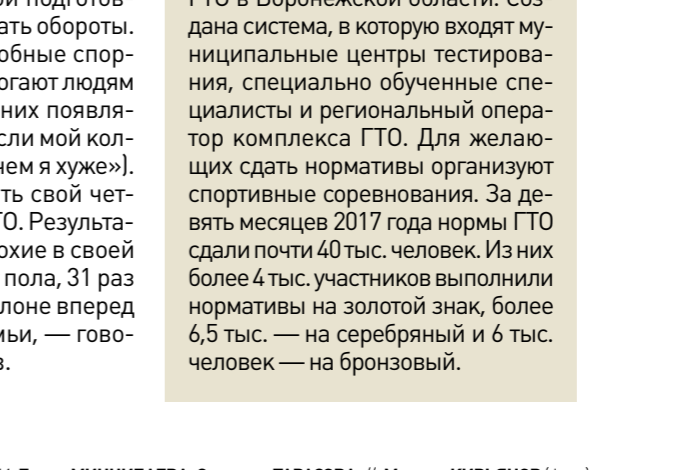 ать обороты.
обные спор-
огают людям
них появля-
сли мой кол-
чем я хуже»).
ть свой чет-
ТО. Результа-
охие в своей
пола, 31 раз
лоне вперед
мьи, — гово-
в.
ГТО в Воронежской области. Соз-
дана система, в которую входят му-
ниципальные центры тестирова-
ния, специально обученные спе-
циалисты и региональный опера-
тор комплекса ГТО. Для желаю-
щих сдать нормативы организуют
спортивные соревнования. За де-
вять месяцев 2017 года нормы ГТО
сдали почти 40 тыс. человек. Из них
более 4 тыс. участников выполнили
нормативы на золотой знак, более
6,5 тыс. — на серебряный и 6 тыс.
человек — на бронзовый.